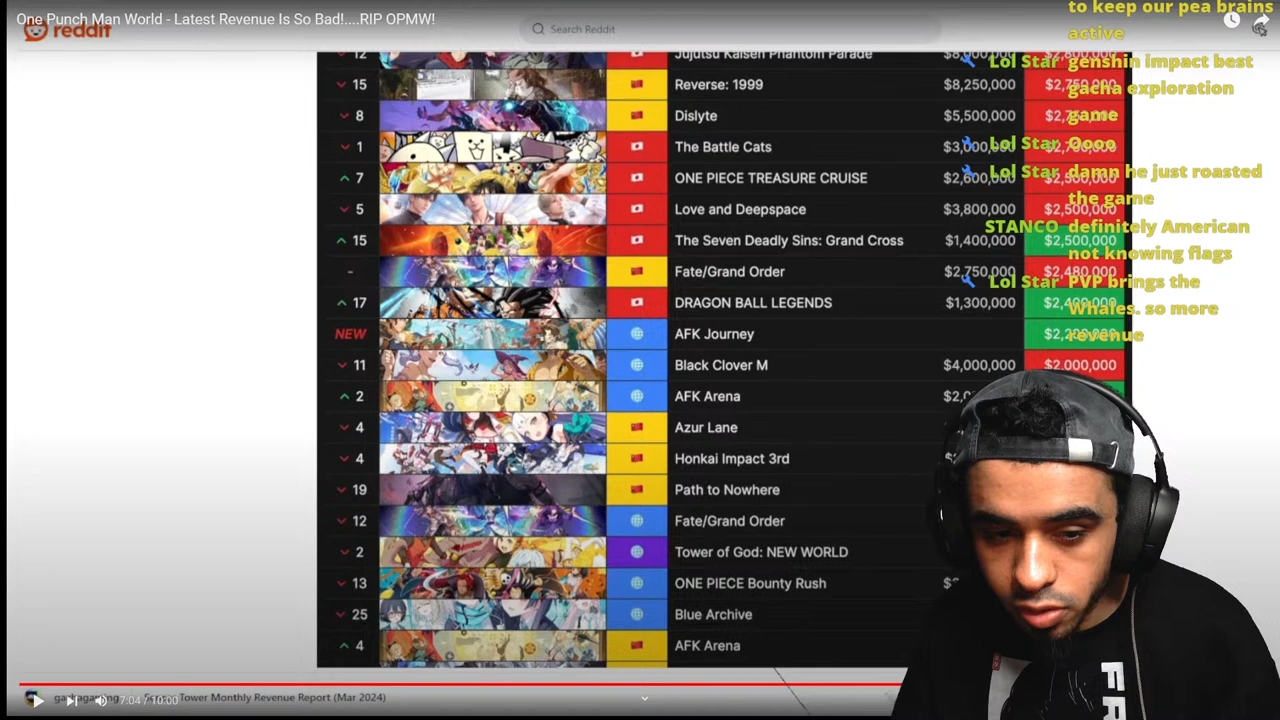 One Punch Man World - Latest Revenue Is So Bad!....RIP OPMW!
reddit
Search Reddit
to keep our pea brains
active
Lol Star genshin impact best
gacha exploration
game
Lol Star Oooo
Lol Star damn he just roasted
the game
STANCO definitely American
not knowing flags
Lol Star PVP brings the
Whales. so more
revenue
12 Jujutsu Kaisen Phantom Parade
15 Reverse: 1999 $8,250,000
8 Dislyte $5,500,000
1 The Battle Cats
7 ONE PIECE TREASURE CRUISE $2,600,000
5 Love and Deepspace $3,800,000 $2,500,000
15 The Seven Deadly Sins: Grand Cross $1,400,000 $2,500,000
- Fate/Grand Order $2,750,000 $2,480,000
17 DRAGON BALL LEGENDS $1,300,000
NEW AFK Journey
11 Black Clover M $4,000,000 $2,000,000
2 AFK Arena
4 Azur Lane
4 Honkai Impact 3rd
19 Path to Nowhere
12 Fate/Grand Order
2 Tower of God: NEW WORLD
13 ONE PIECE Bounty Rush
25 Blue Archive
4 AFK Arena
Tower Monthly Revenue Report (Mar 2024)
7:04 / 10:00